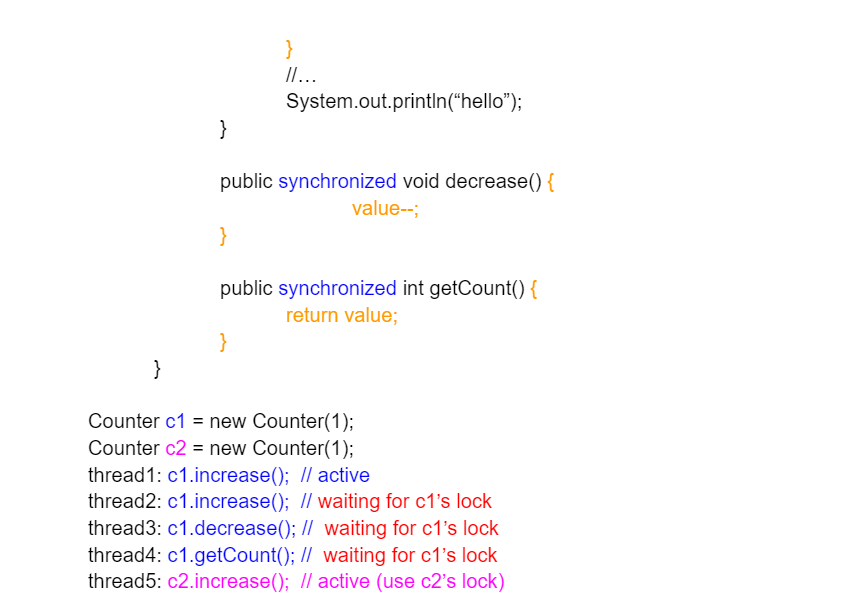 }
//…
System.out.println(“hello”);
}
public synchronized void decrease() {
value--;
}
public synchronized int getCount() {
return value;
}
}
Counter c1 = new Counter(1);
Counter c2 = new Counter(1);
thread1: c1.increase();  // active
thread2: c1.increase();  // waiting for c1’s lock
thread3: c1.decrease(); //  waiting for c1’s lock
thread4: c1.getCount(); //  waiting for c1’s lock
thread5: c2.increase();  // active (use c2’s lock)